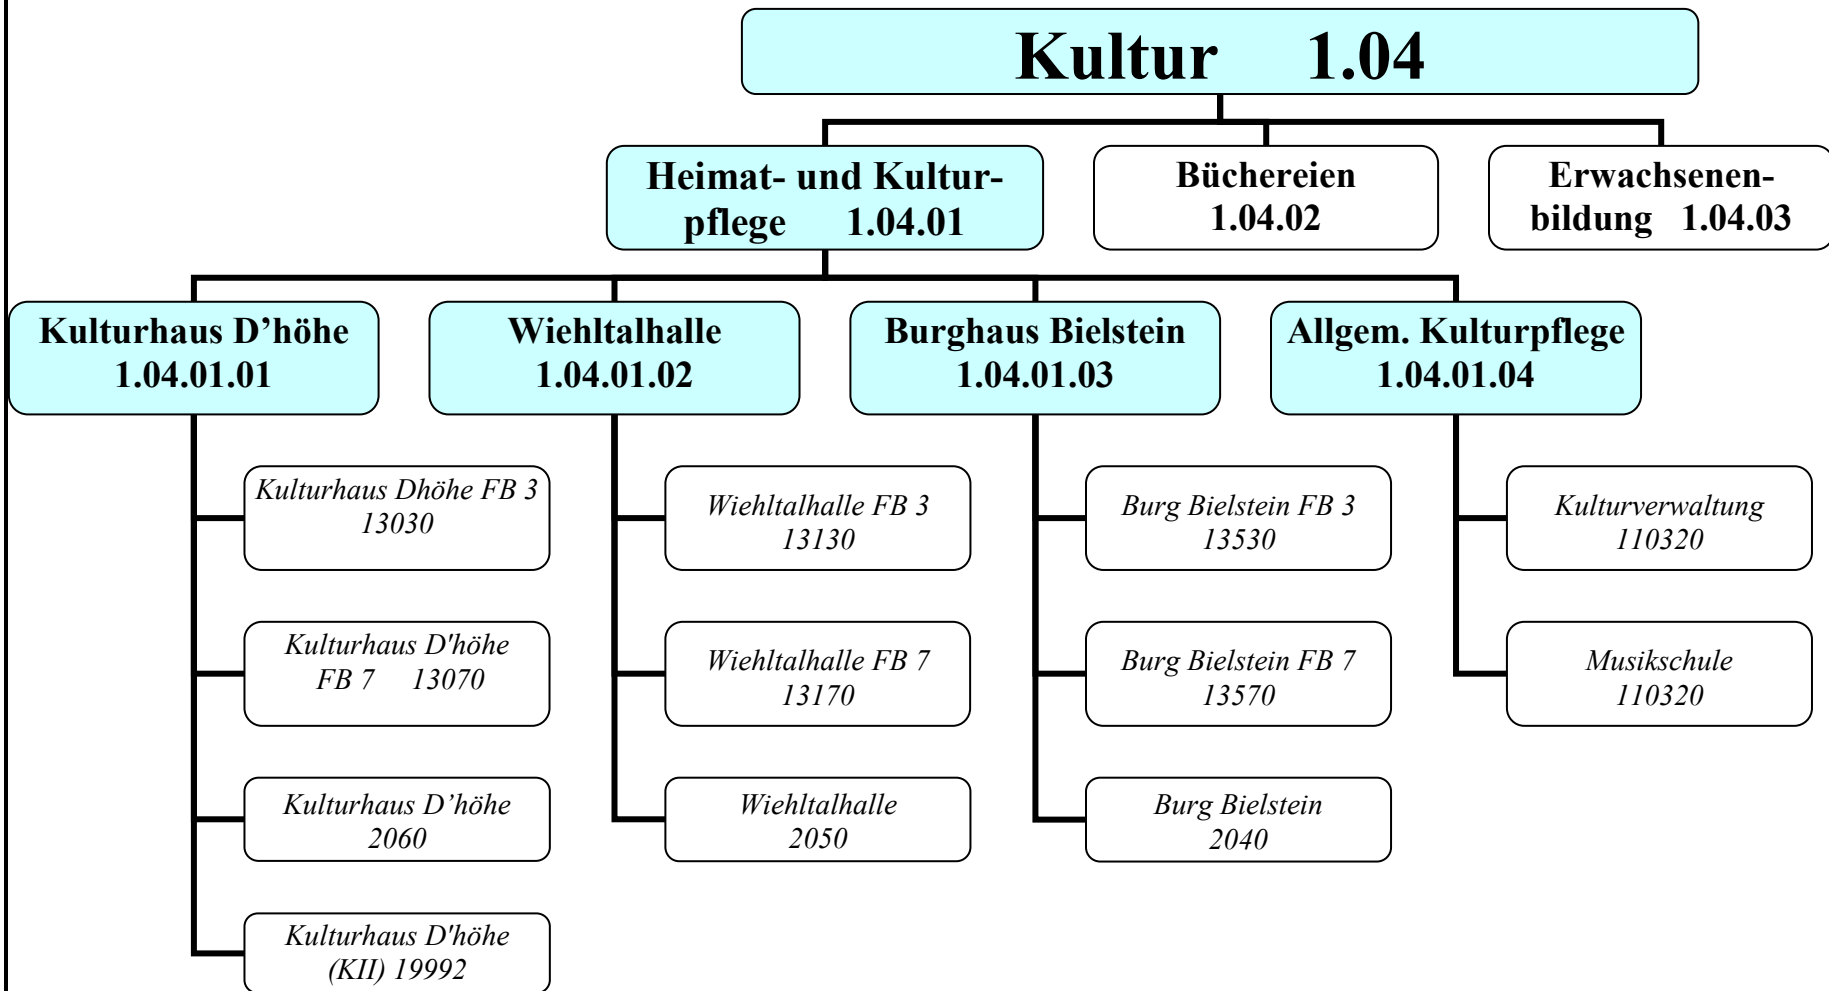 Kultur 1.04
Heimat- und Kultur-
pflege 1.04.01
Büchereien
1.04.02
Erwachsenen-
bildung 1.04.03
Kulturhaus D’höhe
1.04.01.01
Wiehltalhalle
1.04.01.02
Burghaus Bielstein
1.04.01.03
Allgem. Kulturpflege
1.04.01.04
Kulturhaus Dhöhe FB 3
13030
Wiehltalhalle FB 3
13130
Burg Bielstein FB 3
13530
Kulturverwaltung
110320
Kulturhaus D'höhe
FB 7 13070
Wiehltalhalle FB 7
13170
Burg Bielstein FB 7
13570
Musikschule
110320
Kulturhaus D’höhe
2060
Wiehltalhalle
2050
Burg Bielstein
2040
Kulturhaus D'höhe
(KII) 19992